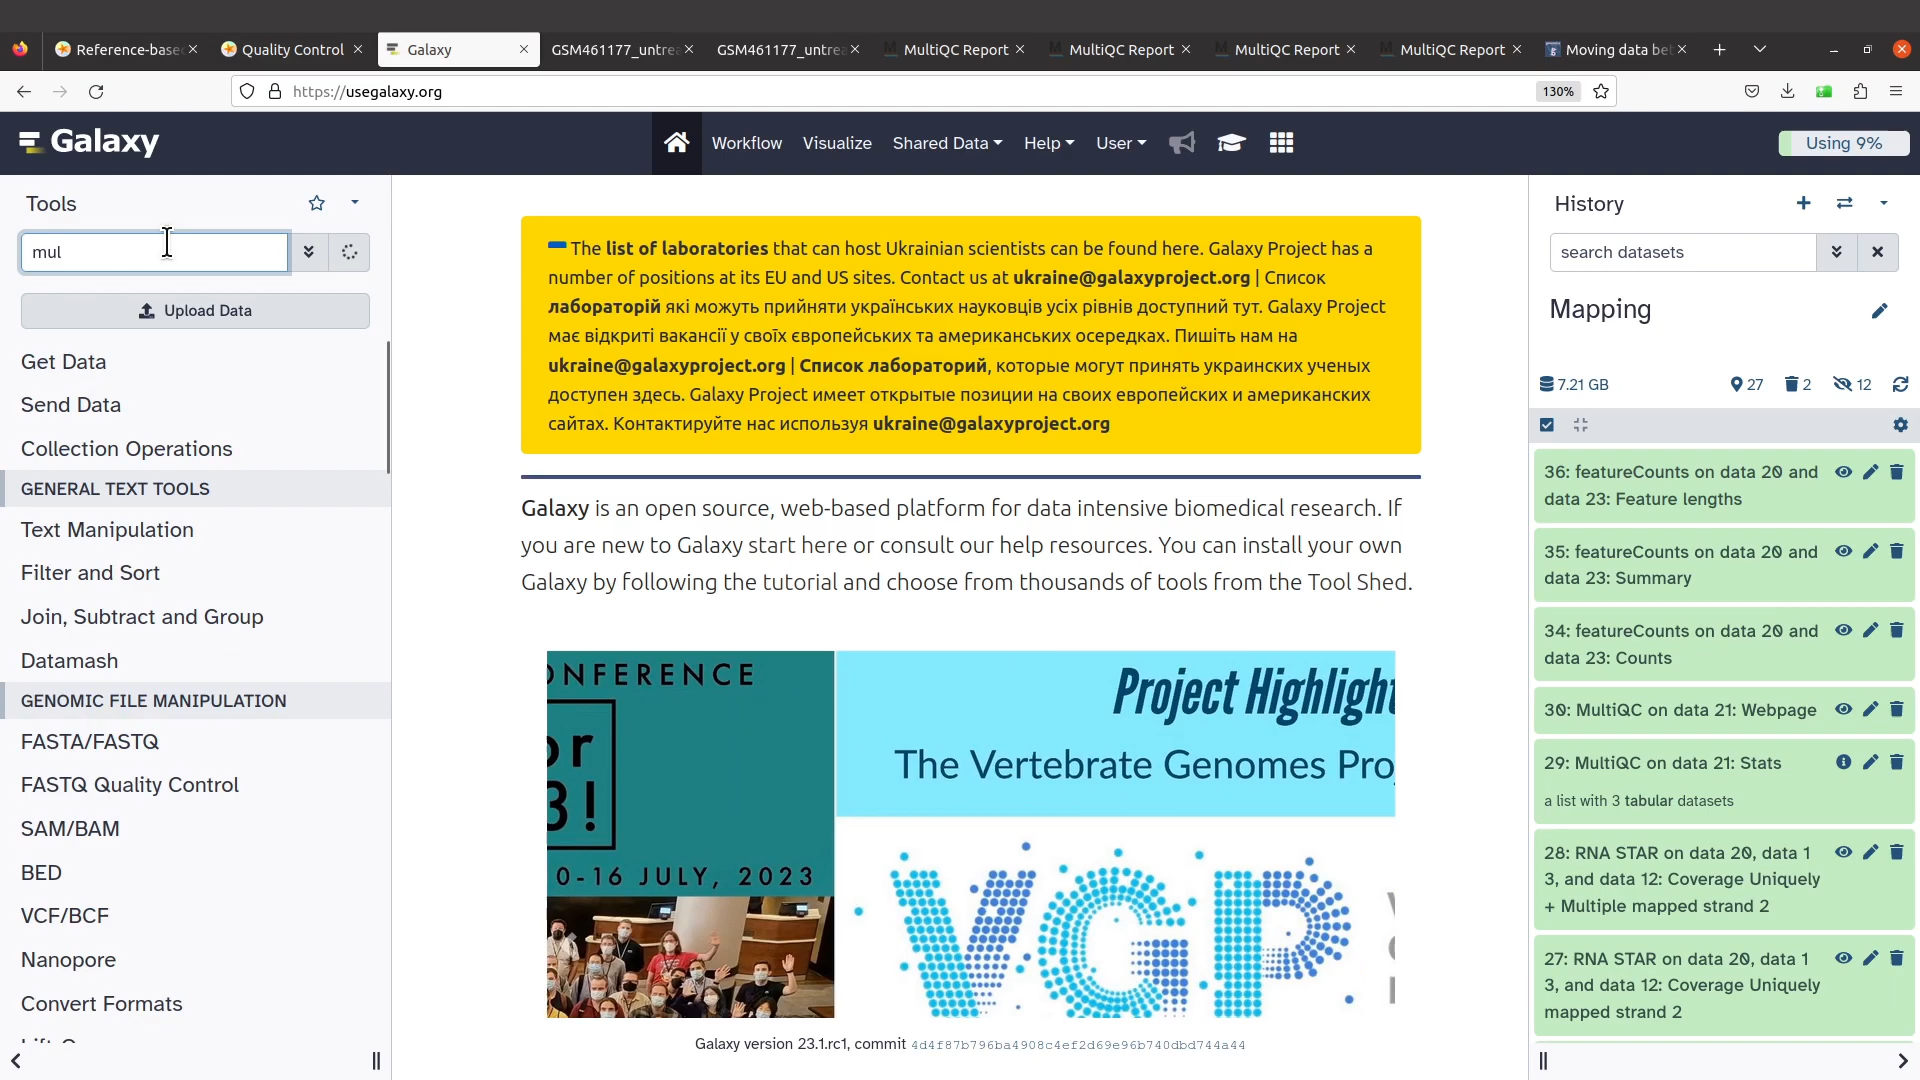 Reference-base
Quality Control
Galaxy
GSM461177_untre
GSM461177_untre
MultiQC Report
MultiQC Report
MultiQC Report
MultiQC Report
Moving data be
https://usegalaxy.org
130%
Galaxy
Workflow
Visualize
Shared Data
Help
User
Using 9%
Tools
mul
Upload Data
Get Data
Send Data
Collection Operations
GENERAL TEXT TOOLS
Text Manipulation
Filter and Sort
Join, Subtract and Group
Datamash
GENOMIC FILE MANIPULATION
FASTA/FASTQ
FASTQ Quality Control
SAM/BAM
BED
VCF/BCF
Nanopore
Convert Formats
The list of laboratories that can host Ukrainian scientists can be found here. Galaxy Project has a
number of positions at its EU and US sites. Contact us at ukraine@galaxyproject.org | Список
лабораторій які можуть прийняти українських науковців усіх рівнів доступний тут. Galaxy Project
має відкриті вакансії у своїх європейських та американських осередках. Пишіть нам на
ukraine@galaxyproject.org | Список лабораторий, которые могут принять украинских ученых
доступен здесь. Galaxy Project имеет открытые позиции на своих европейских и американских
сайтах. Контактируйте нас используя ukraine@galaxyproject.org
Galaxy is an open source, web-based platform for data intensive biomedical research. If
you are new to Galaxy start here or consult our help resources. You can install your own
Galaxy by following the tutorial and choose from thousands of tools from the Tool Shed.
ONFERENCE
or
3!
0-16 JULY, 2023
Project Highlight
The Vertebrate Genomes Pro
VGP
Galaxy version 23.1.rc1, commit 4d4f87b796ba4908c4ef2d69e96b740dbd744a44
History
search datasets
Mapping
7.21 GB
27
2
12
36: featureCounts on data 20 and
data 23: Feature lengths
35: featureCounts on data 20 and
data 23: Summary
34: featureCounts on data 20 and
data 23: Counts
30: MultiQC on data 21: Webpage
29: MultiQC on data 21: Stats
a list with 3 tabular datasets
28: RNA STAR on data 20, data 1
3, and data 12: Coverage Uniquely
+ Multiple mapped strand 2
27: RNA STAR on data 20, data 1
3, and data 12: Coverage Uniquely
mapped strand 2